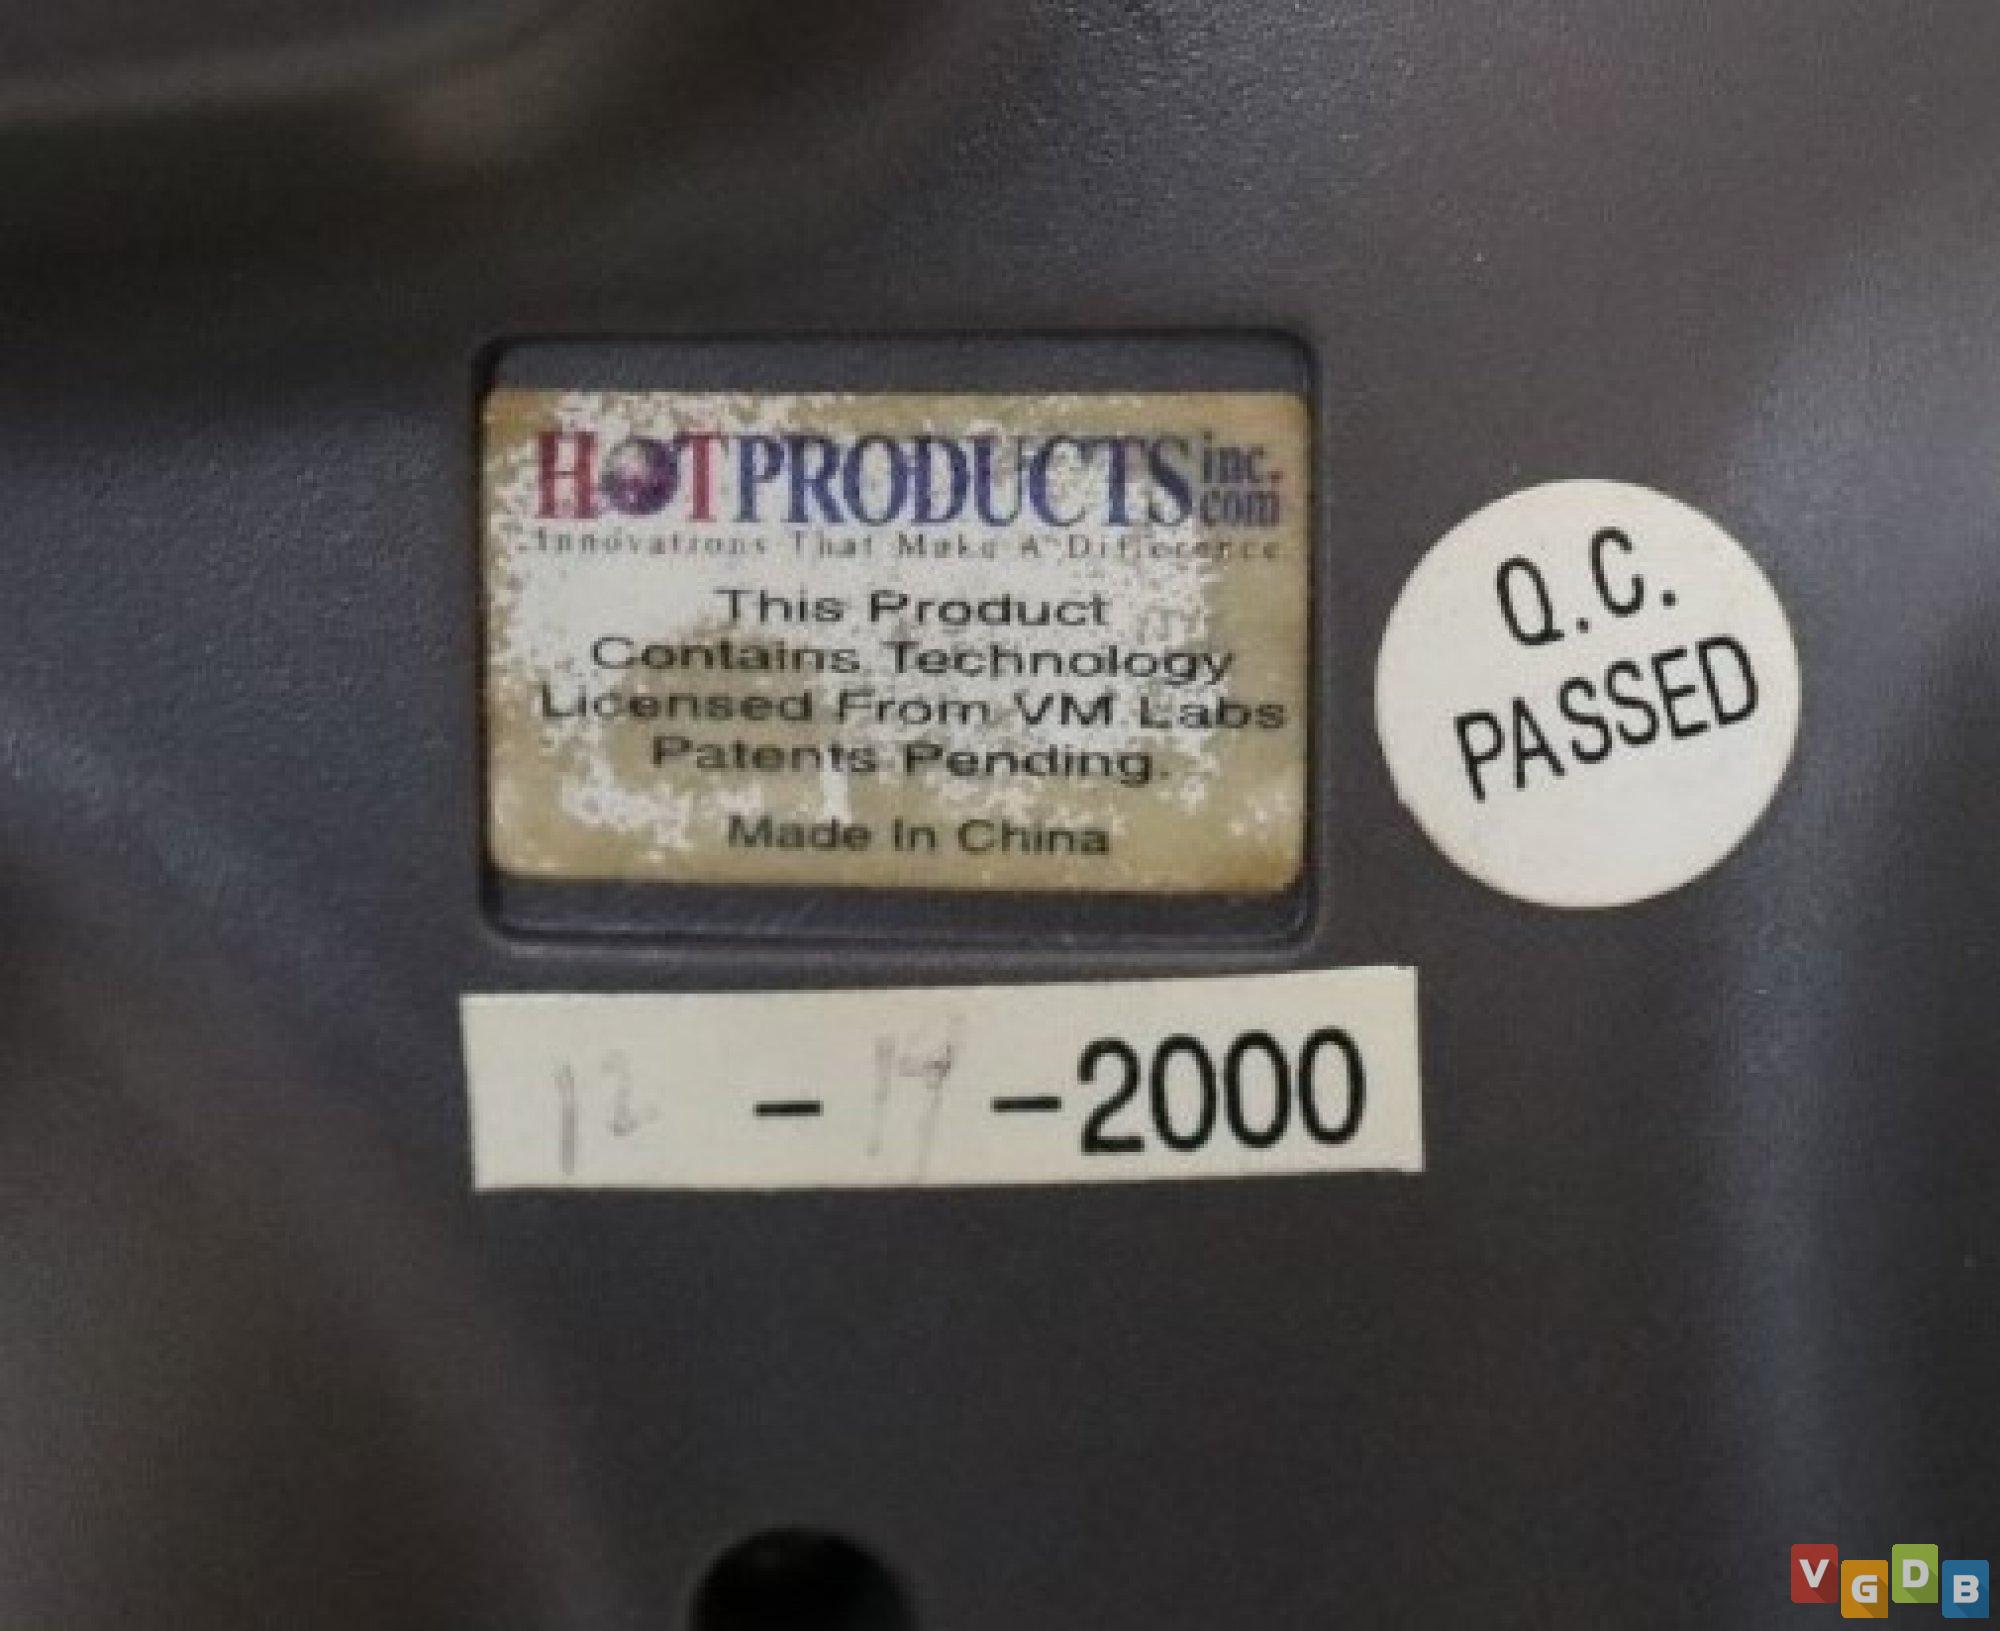 HOTPRODUCTS inc. com
Innovations That Make A Difference
This Product
Contains Technology
Licensed From VM Labs
Patents Pending.
Made In China
Q.C.
PASSED
12 - 14 -2000
VGDB